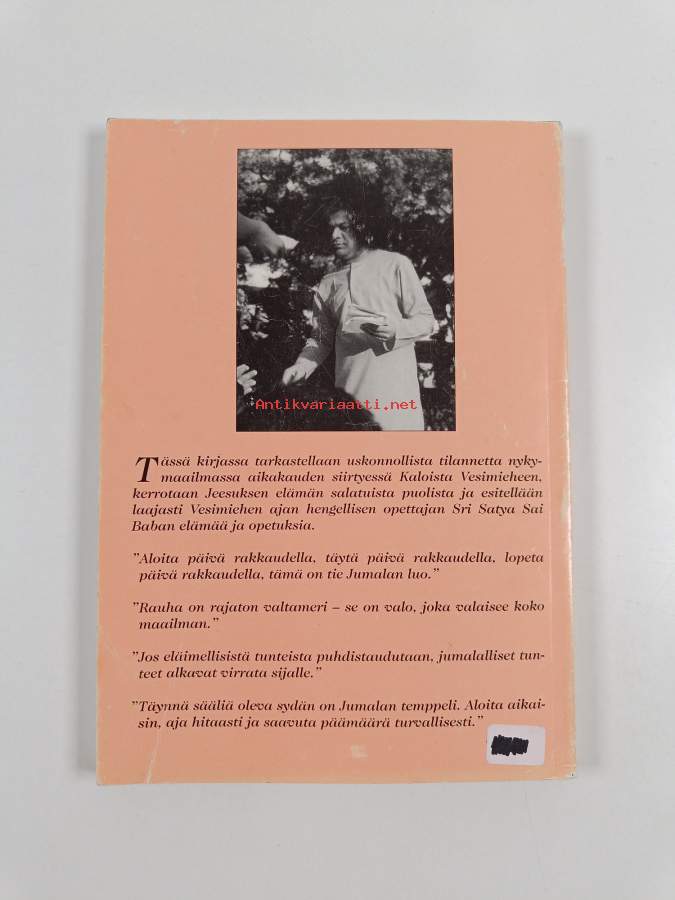 Antikvariaatti.net
Tässä kirjassa tarkastellaan uskonnollista tilannetta nyky-
maailmassa aikakauden siirtyessä Kaloista Vesimieheen,
kerrotaan Jeesuksen elämän salatuista puolista ja esitellään
laajasti Vesimiehen ajan hengellisen opettajan Sri Satya Sai
Baban elämää ja opetuksia.
"Aloita päivä rakkaudella, täytä päivä rakkaudella, lopeta
päivä rakkaudella, tämä on tie Jumalan luo."
"Rauha on rajaton valtameri – se on valo, joka valaisee koko
maailman."
"Jos eläimellisistä tunteista puhdistaudutaan, jumalalliset tun-
teet alkavat virrata sijalle."
"Täynnä sääliä oleva sydän on Jumalan temppeli. Aloita aikai-
sin, aja hitaasti ja saavuta päämäärä turvallisesti."